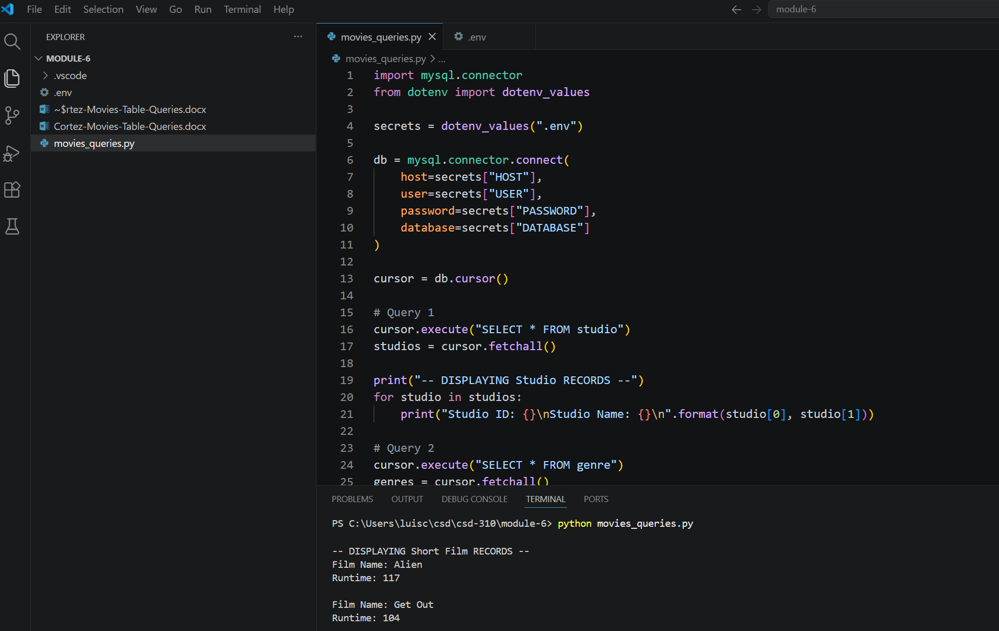 File Edit Selection View Go Run Terminal Help
module-6
EXPLORER
MODULE-6
.vscode
.env
~$rtez-Movies-Table-Queries.docx
Cortez-Movies-Table-Queries.docx
movies_queries.py
movies_queries.py
.env
movies_queries.py > ...
1 import mysql.connector
2 from dotenv import dotenv_values
3
4 secrets = dotenv_values(".env")
5
6 db = mysql.connector.connect(
7     host=secrets["HOST"],
8     user=secrets["USER"],
9     password=secrets["PASSWORD"],
10     database=secrets["DATABASE"]
11 )
12
13 cursor = db.cursor()
14
15 # Query 1
16 cursor.execute("SELECT * FROM studio")
17 studios = cursor.fetchall()
18
19 print("-- DISPLAYING Studio RECORDS --")
20 for studio in studios:
21     print("Studio ID: {}\nStudio Name: {}\n".format(studio[0], studio[1]))
22
23 # Query 2
24 cursor.execute("SELECT * FROM genre")
25 genres = cursor.fetchall()
PROBLEMS OUTPUT DEBUG CONSOLE TERMINAL PORTS
PS C:\Users\luisc\csd\csd-310\module-6> python movies_queries.py
-- DISPLAYING Short Film RECORDS --
Film Name: Alien
Runtime: 117
Film Name: Get Out
Runtime: 104